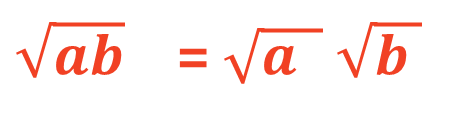 √ab = √a √b